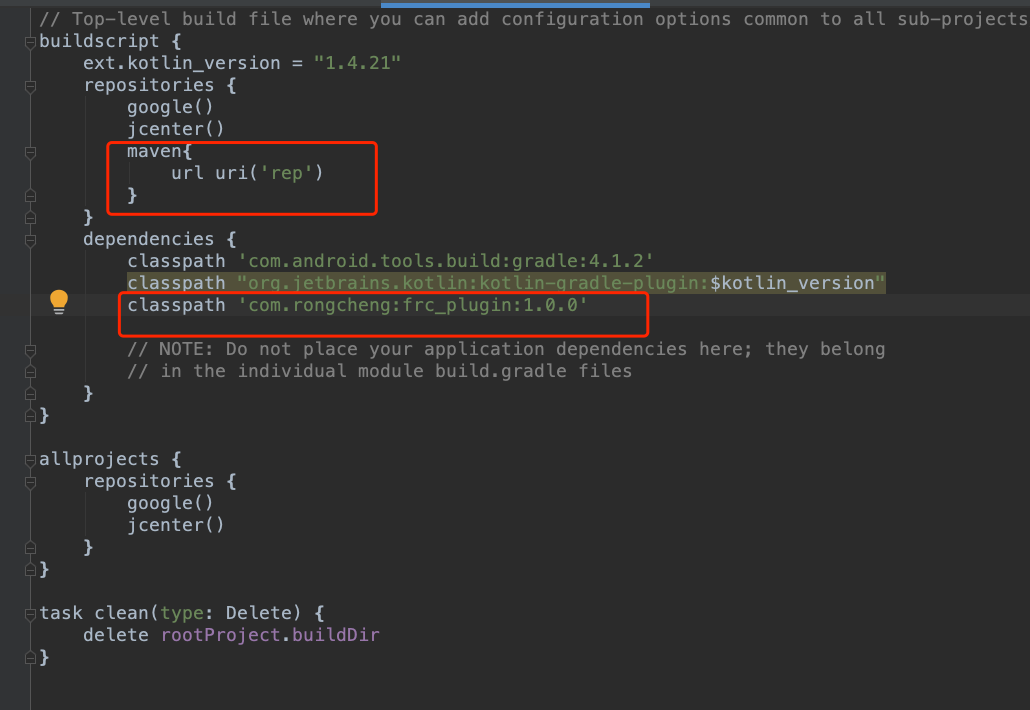 // Top-level build file where you can add configuration options common to all sub-projects
buildscript {
    ext.kotlin_version = "1.4.21"
    repositories {
        google()
        jcenter()
        maven{
            url uri('rep')
        }
    }
    dependencies {
        classpath 'com.android.tools.build:gradle:4.1.2'
        classpath "org.jetbrains.kotlin:kotlin-gradle-plugin:$kotlin_version"
        classpath 'com.rongcheng:frc_plugin:1.0.0'

        // NOTE: Do not place your application dependencies here; they belong
        // in the individual module build.gradle files
    }
}

allprojects {
    repositories {
        google()
        jcenter()
    }
}

task clean(type: Delete) {
    delete rootProject.buildDir
}